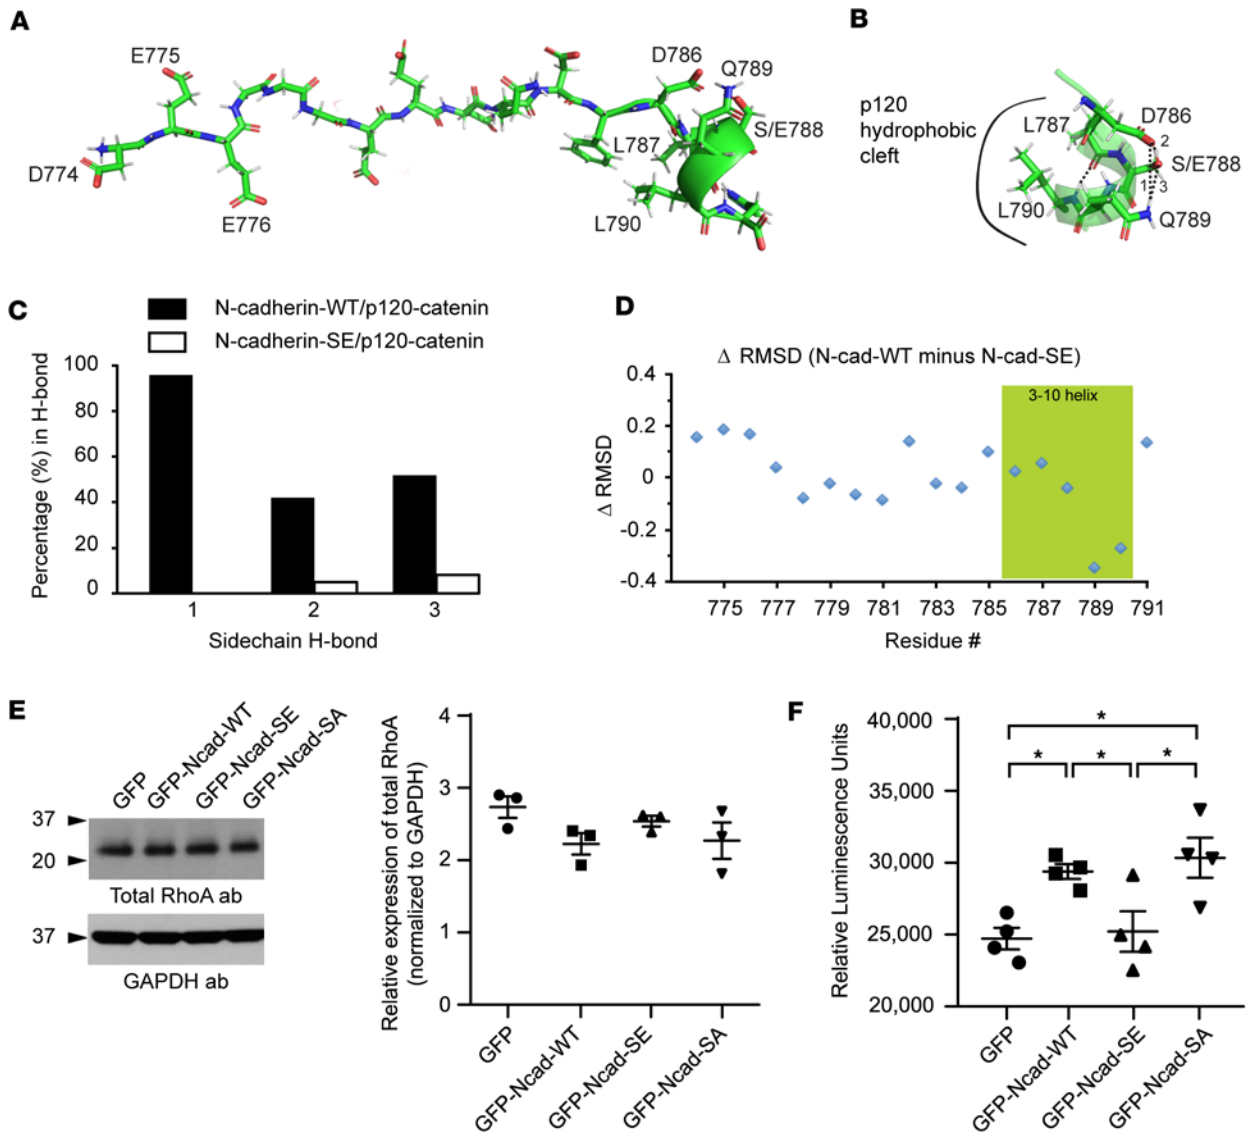 A
E775
D774
E776
D786
Q789
L787
S/E788
L790
B
p120
hydrophobic
cleft
L787
D786
2
S/E788
1
3
L790
Q789
C
N-cadherin-WT/p120-catenin
N-cadherin-SE/p120-catenin
Percentage (%) in H-bond
100
80
60
40
20
0
1 2 3
Sidechain H-bond
D
Δ RMSD (N-cad-WT minus N-cad-SE)
3-10 helix
Δ RMSD
0.4
0.2
0
-0.2
-0.4
775 777 779 781 783 785 787 789 791
Residue #
E
GFP
GFP-Ncad-WT
GFP-Ncad-SE
GFP-Ncad-SA
37
20
Total RhoA ab
37
GAPDH ab
Relative expression of total RhoA
(normalized to GAPDH)
4
3
2
1
0
GFP
GFP-Ncad-WT
GFP-Ncad-SE
GFP-Ncad-SA
F
Relative Luminescence Units
40,000
35,000
30,000
25,000
20,000
*
* * *
GFP
GFP-Ncad-WT
GFP-Ncad-SE
GFP-Ncad-SA